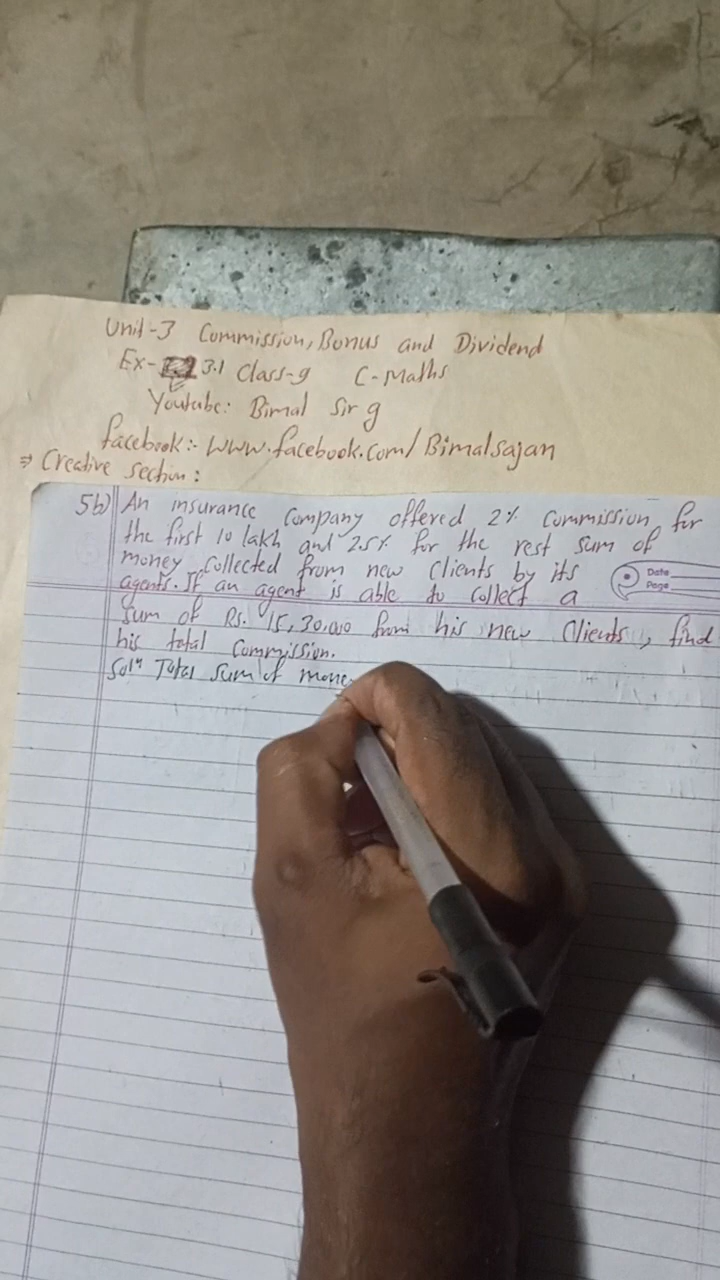 Unit-3 Commission, Bonus and Dividend
Ex- 3.1 Class-9 C-Maths
Youtube: Bimal Sir g
facebook:- www.facebook.com/Bimalsajan
⇒ Creative section:
5b) An insurance Company offered 2% Commission for
the first 10 lakh and 2.5% for the rest sum of
money collected from new clients by its
Date
Page
agents. If an agent is able to collect a
sum of Rs. 15,30,000 from his new Clients, find
his total Commission.
Solⁿ Total sum of mone